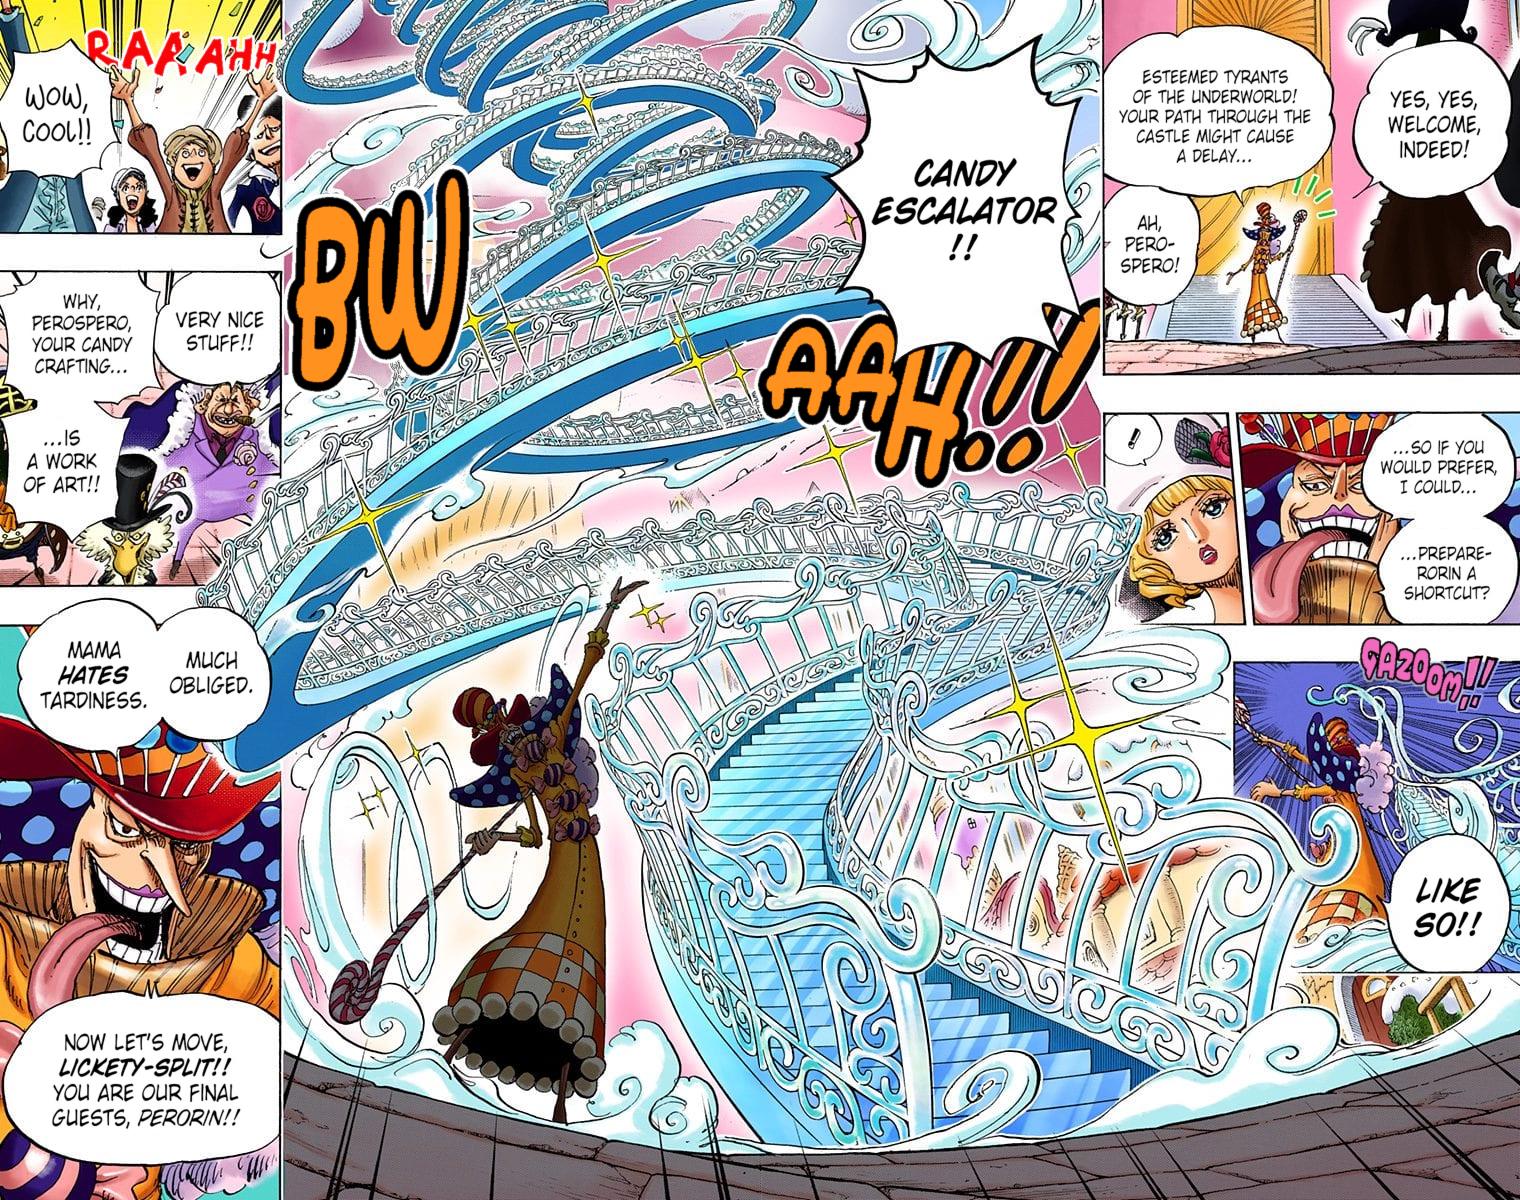 YES, YES,
WELCOME,
INDEED!
ESTEEMED TYRANTS
OF THE UNDERWORLD!
YOUR PATH THROUGH THE
CASTLE MIGHT CAUSE
A DELAY...
AH,
PERO-
SPERO!
...SO IF YOU
WOULD PREFER,
I COULD...
...PREPARE-
RORIN A
SHORTCUT?
!
GAZOOM!!
LIKE
SO!!
CANDY
ESCALATOR
!!
BWAAAH!!
RAAAHH
WOW,
COOL!!
VERY NICE
STUFF!!
WHY,
PEROSPERO,
YOUR CANDY
CRAFTING...
...IS
A WORK
OF ART!!
MUCH
OBLIGED.
MAMA
HATES
TARDINESS.
NOW LET'S MOVE,
LICKETY-SPLIT!!
YOU ARE OUR FINAL
GUESTS, PERORIN!!